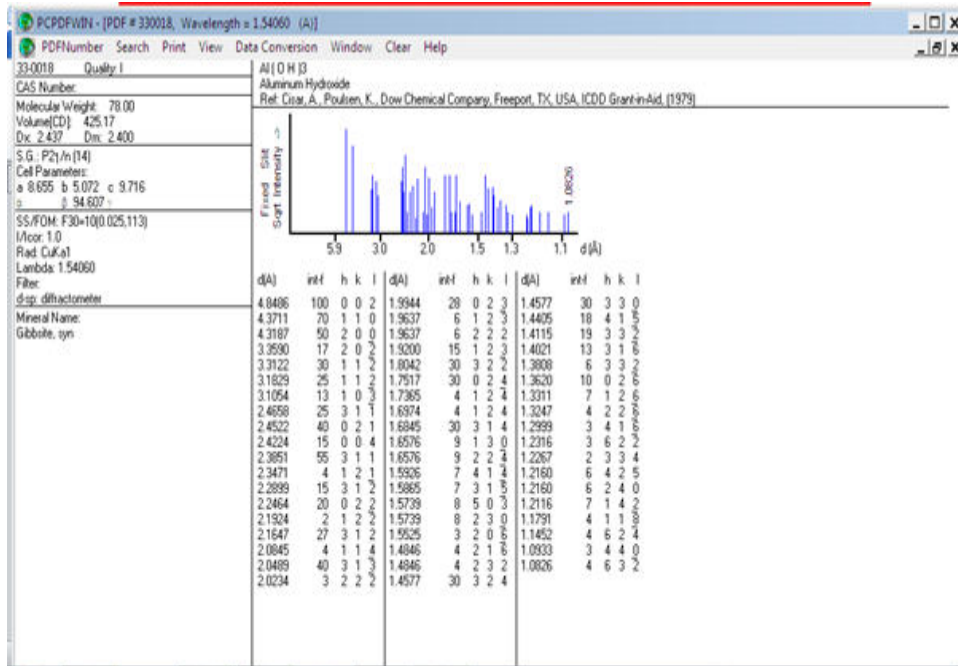 PCPDFWIN - [PDF # 330018, Wavelength = 1.54060 (A)]
PDFNumber Search Print View Data Conversion Window Clear Help
33-0018 Quality: I
CAS Number:
Molecular Weight: 78.00
Volume[CD]: 425.17
Dx: 2.437 Dm: 2.400
S.G.: P21/n (14)
Cell Parameters:
a 8.655 b 5.072 c 9.716
α β 94.607 γ
SS/FOM: F30=10(0.025,113)
I/Icor: 1.0
Rad: CuKa1
Lambda: 1.54060
Filter:
d-sp: diffractometer
Mineral Name:
Gibbsite, syn
Al ( O H )3
Aluminum Hydroxide
Ref: Cisar, A., Poulsen, K., Dow Chemical Company, Freeport, TX, USA, ICDD Grant-in-Aid, (1979)
Fixed Slit
Sqrt Intensity
1.0826
5.9 3.0 2.0 1.5 1.3 1.1 d (Å)
d(A) int-f h k l
4.8486 100 0 0 2
4.3711 70 1 1 0
4.3187 50 2 0 0
3.3590 17 2 0 2̅
3.3122 30 1 1 2̅
3.1829 25 1 1 2
3.1054 13 1 0 3̅
2.4658 25 3 1 1̅
2.4522 40 0 2 1
2.4224 15 0 0 4
2.3851 55 3 1 1
2.3471 4 1 2 1
2.2899 15 3 1 2̅
2.2464 20 0 2 2
2.1924 2 1 2 2̅
2.1647 27 3 1 2
2.0845 4 1 1 4
2.0489 40 3 1 3̅
2.0234 3 2 2 2̅
d(A) int-f h k l
1.9944 28 0 2 3
1.9637 6 1 2 3̅
1.9637 6 2 2 2
1.9200 15 1 2 3
1.8042 30 3 2 2̅
1.7517 30 0 2 4
1.7365 4 1 2 4̅
1.6974 4 1 2 4
1.6845 30 3 1 4
1.6576 9 1 3 0
1.6576 9 2 2 4̅
1.5926 7 4 1 4̅
1.5865 7 3 1 5̅
1.5739 8 5 0 3̅
1.5739 8 2 3 0
1.5525 3 2 0 6̅
1.4846 4 2 1 6̅
1.4846 4 2 3 2
1.4577 30 3 2 4
d(A) int-f h k l
1.4577 30 3 3 0
1.4405 18 4 1 5̅
1.4115 19 3 3 2̅
1.4021 13 3 1 6̅
1.3808 6 3 3 2
1.3620 10 0 2 6
1.3311 7 1 2 6
1.3247 4 2 2 6̅
1.2999 3 4 1 6̅
1.2316 3 6 2 2
1.2267 2 3 3 4
1.2160 6 4 2 5
1.2160 6 2 4 0
1.2116 7 1 4 2
1.1791 4 1 1 8̅
1.1452 4 6 2 4
1.0933 3 4 4 0
1.0826 4 6 3 2